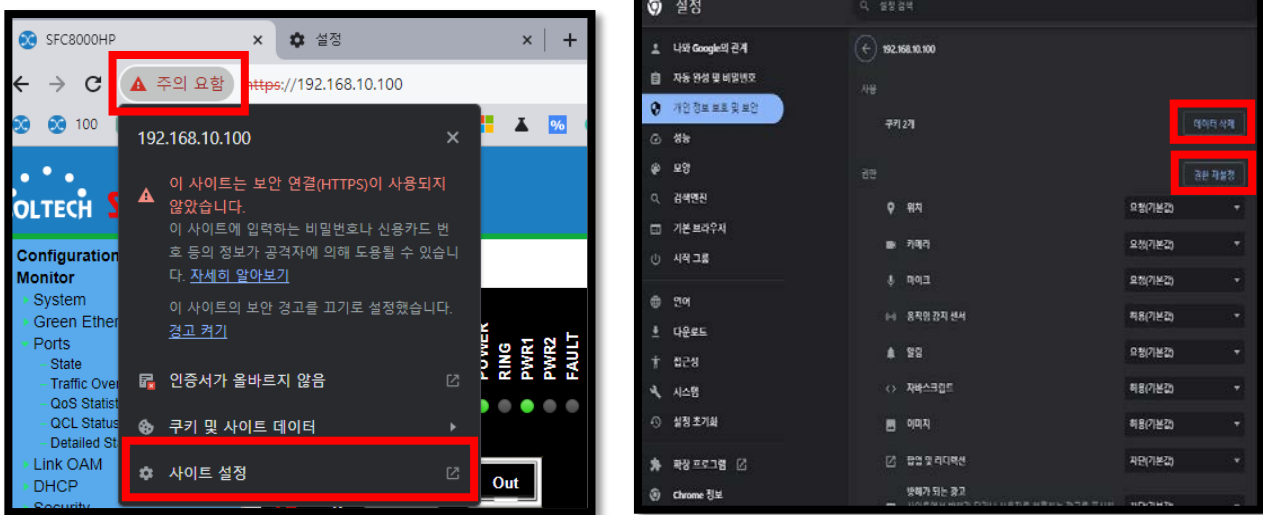 SFC8000HP
설정
주의 요함
https://192.168.10.100
100
192.168.10.100
이 사이트는 보안 연결(HTTPS)이 사용되지
않았습니다.
이 사이트에 입력하는 비밀번호나 신용카드 번
호 등의 정보가 공격자에 의해 도용될 수 있습니
다. 자세히 알아보기
이 사이트의 보안 경고를 끄기로 설정했습니다.
경고 켜기
인증서가 올바르지 않음
쿠키 및 사이트 데이터
사이트 설정
OLTECH
Configuration
Monitor
System
Green Ether
Ports
State
Traffic Over
QoS Statist
QCL Status
Detailed St
Link OAM
DHCP
Security
POWER
RING
PWR1
PWR2
FAULT
Out
설정
설정 검색
나와 Google의 관계
자동 완성 및 비밀번호
개인 정보 보호 및 보안
성능
모양
검색엔진
기본 브라우저
시작 그룹
언어
다운로드
접근성
시스템
설정 초기화
확장 프로그램
Chrome 정보
192.168.10.100
사용
쿠키 2개
데이터 삭제
권한
권한 재설정
위치
요청(기본값)
카메라
요청(기본값)
마이크
요청(기본값)
움직임 감지 센서
허용(기본값)
알림
요청(기본값)
자바스크립트
허용(기본값)
이미지
허용(기본값)
팝업 및 리디렉션
차단(기본값)
방해가 되는 광고
차단(기본값)